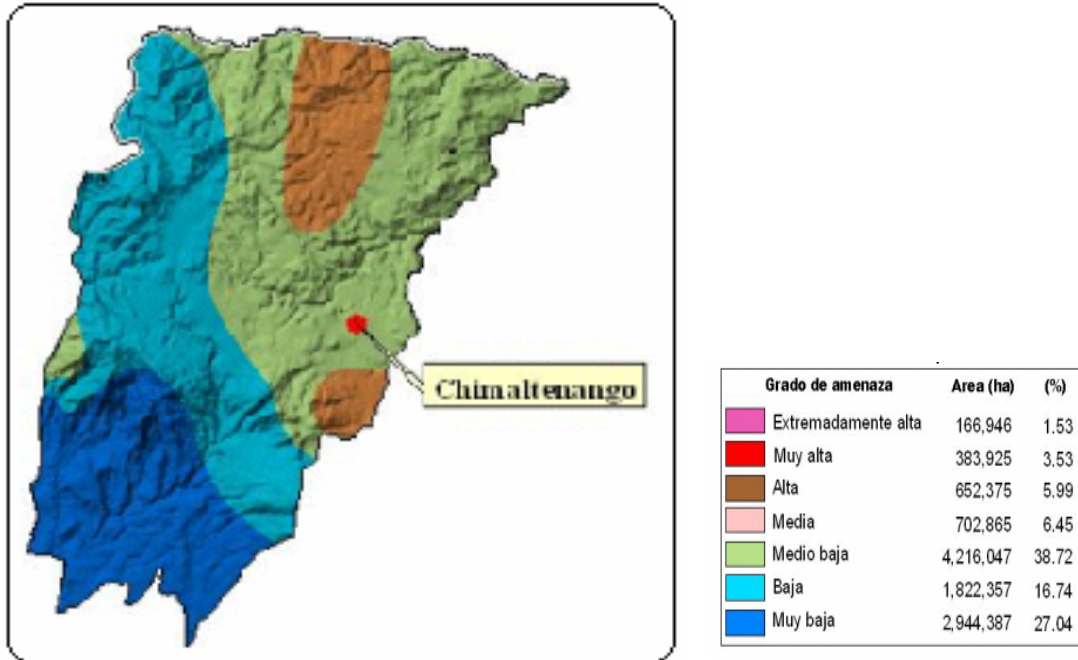 Chimaltenango
Grado de amenaza Area (ha) (%)
Extremadamente alta 166,946 1.53
Muy alta 383,925 3.53
Alta 652,375 5.99
Media 702,865 6.45
Medio baja 4,216,047 38.72
Baja 1,822,357 16.74
Muy baja 2,944,387 27.04